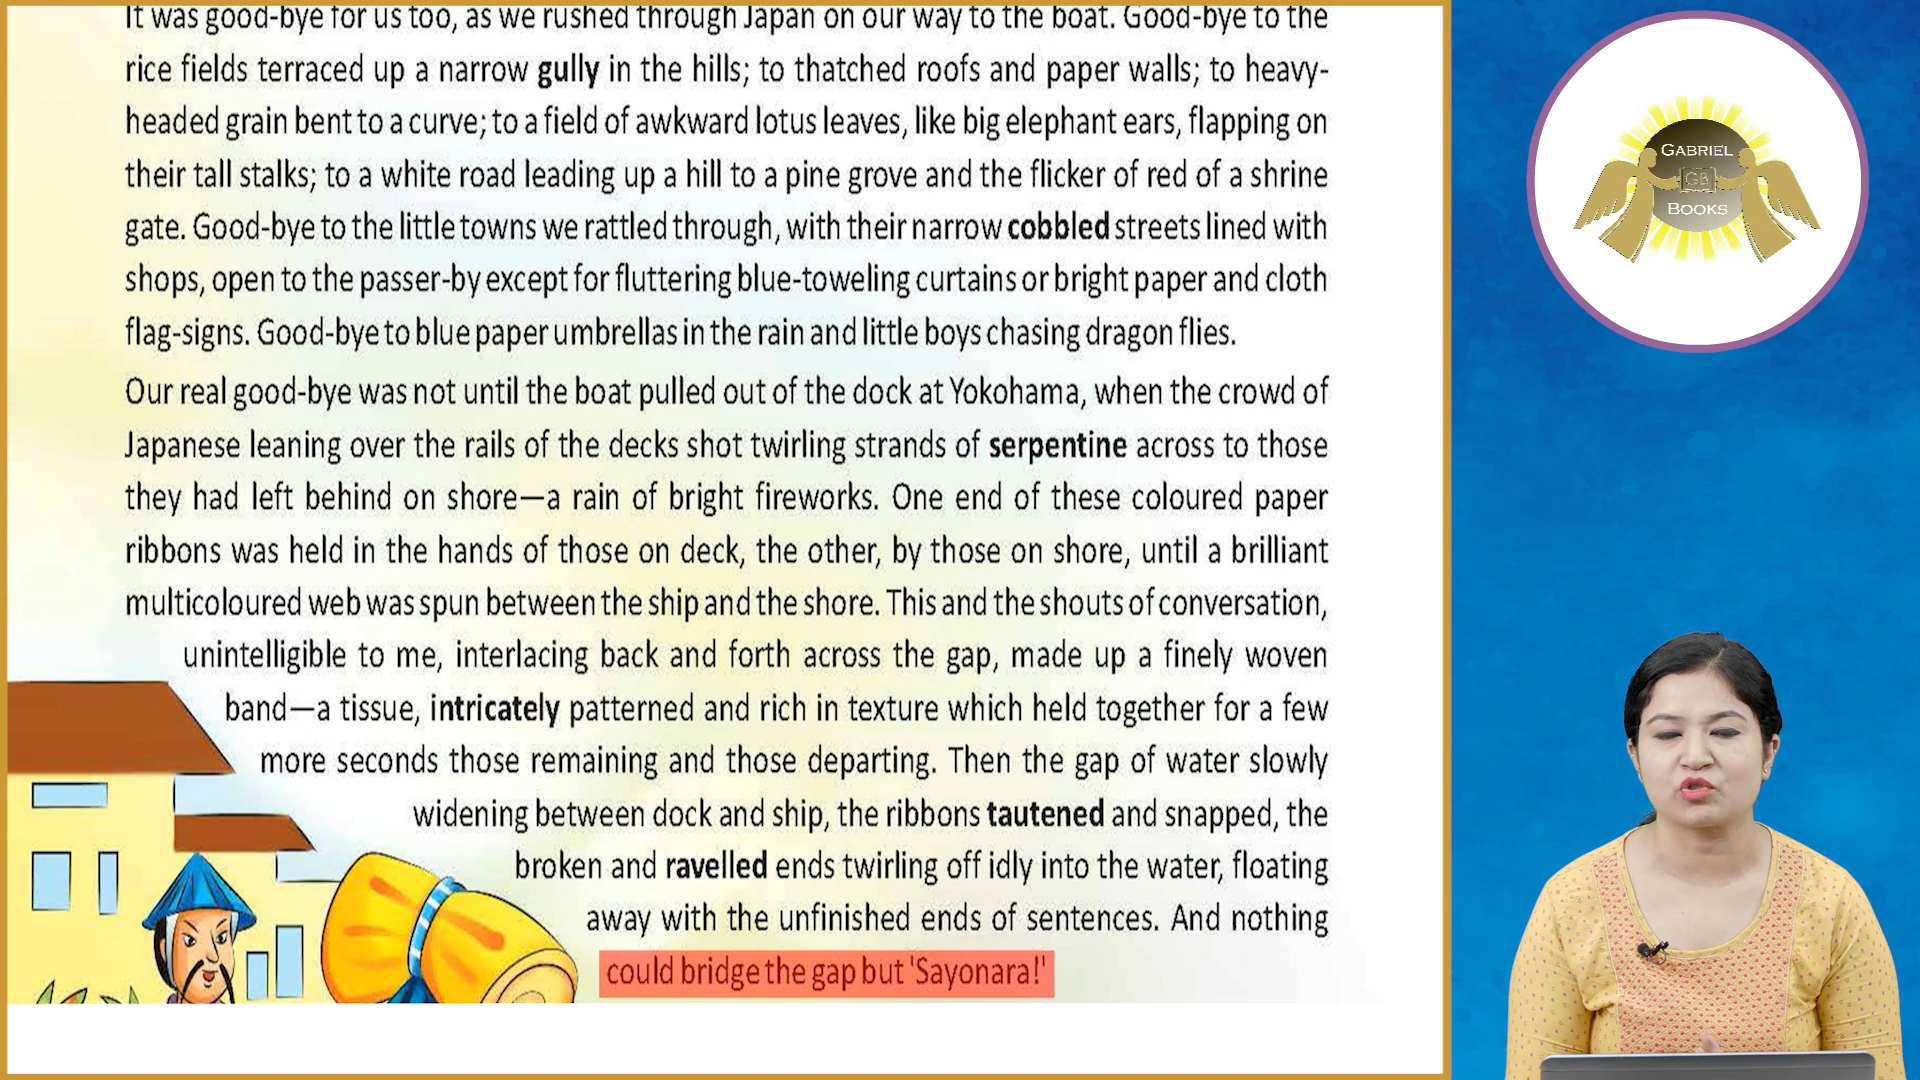 It was good-bye for us too, as we rushed through Japan on our way to the boat. Good-bye to the
rice fields terraced up a narrow gully in the hills; to thatched roofs and paper walls; to heavy-
headed grain bent to a curve; to a field of awkward lotus leaves, like big elephant ears, flapping on
their tall stalks; to a white road leading up a hill to a pine grove and the flicker of red of a shrine
gate. Good-bye to the little towns we rattled through, with their narrow cobbled streets lined with
shops, open to the passer-by except for fluttering blue-toweling curtains or bright paper and cloth
flag-signs. Good-bye to blue paper umbrellas in the rain and little boys chasing dragon flies.
Our real good-bye was not until the boat pulled out of the dock at Yokohama, when the crowd of
Japanese leaning over the rails of the decks shot twirling strands of serpentine across to those
they had left behind on shore—a rain of bright fireworks. One end of these coloured paper
ribbons was held in the hands of those on deck, the other, by those on shore, until a brilliant
multicoloured web was spun between the ship and the shore. This and the shouts of conversation,
unintelligible to me, interlacing back and forth across the gap, made up a finely woven
band—a tissue, intricately patterned and rich in texture which held together for a few
more seconds those remaining and those departing. Then the gap of water slowly
widening between dock and ship, the ribbons tautened and snapped, the
broken and ravelled ends twirling off idly into the water, floating
away with the unfinished ends of sentences. And nothing
could bridge the gap but 'Sayonara!'
GABRIEL
GB
BOOKS